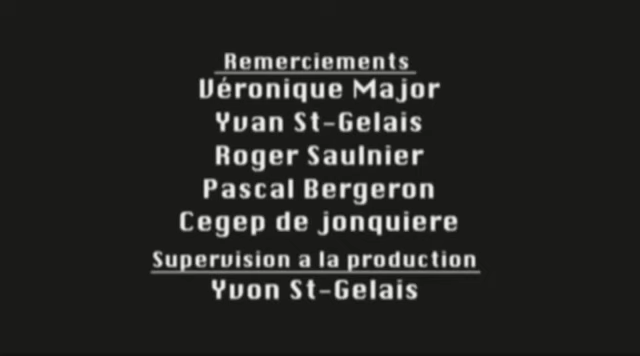 Remerciements
Véronique Major
Yvan St-Gelais
Roger Saulnier
Pascal Bergeron
Cegep de jonquiere
Supervision a la production
Yvon St-Gelais